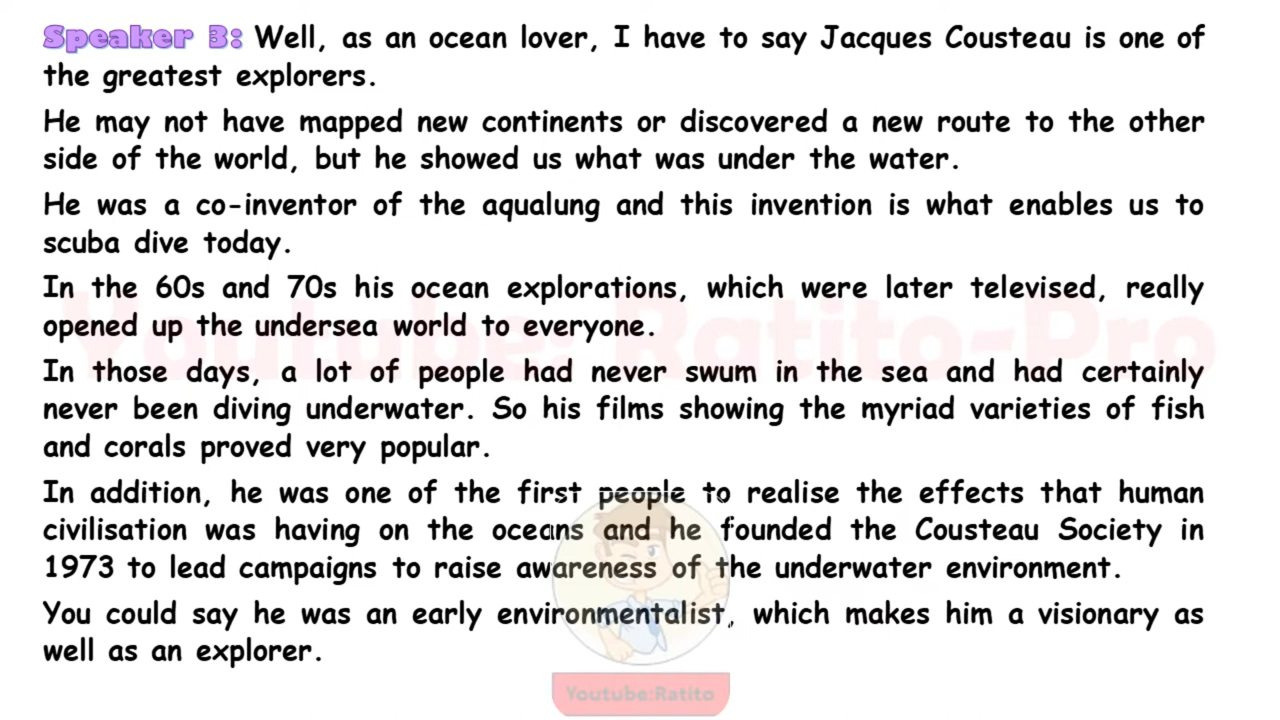 Speaker 3: Well, as an ocean lover, I have to say Jacques Cousteau is one of
the greatest explorers.
He may not have mapped new continents or discovered a new route to the other
side of the world, but he showed us what was under the water.
He was a co-inventor of the aqualung and this invention is what enables us to
scuba dive today.
In the 60s and 70s his ocean explorations, which were later televised, really
opened up the undersea world to everyone.
Youtube: Ratito-Pro
In those days, a lot of people had never swum in the sea and had certainly
never been diving underwater. So his films showing the myriad varieties of fish
and corals proved very popular.
In addition, he was one of the first people to realise the effects that human
civilisation was having on the oceans and he founded the Cousteau Society in
1973 to lead campaigns to raise awareness of the underwater environment.
You could say he was an early environmentalist, which makes him a visionary as
well as an explorer.
Youtube:Ratito